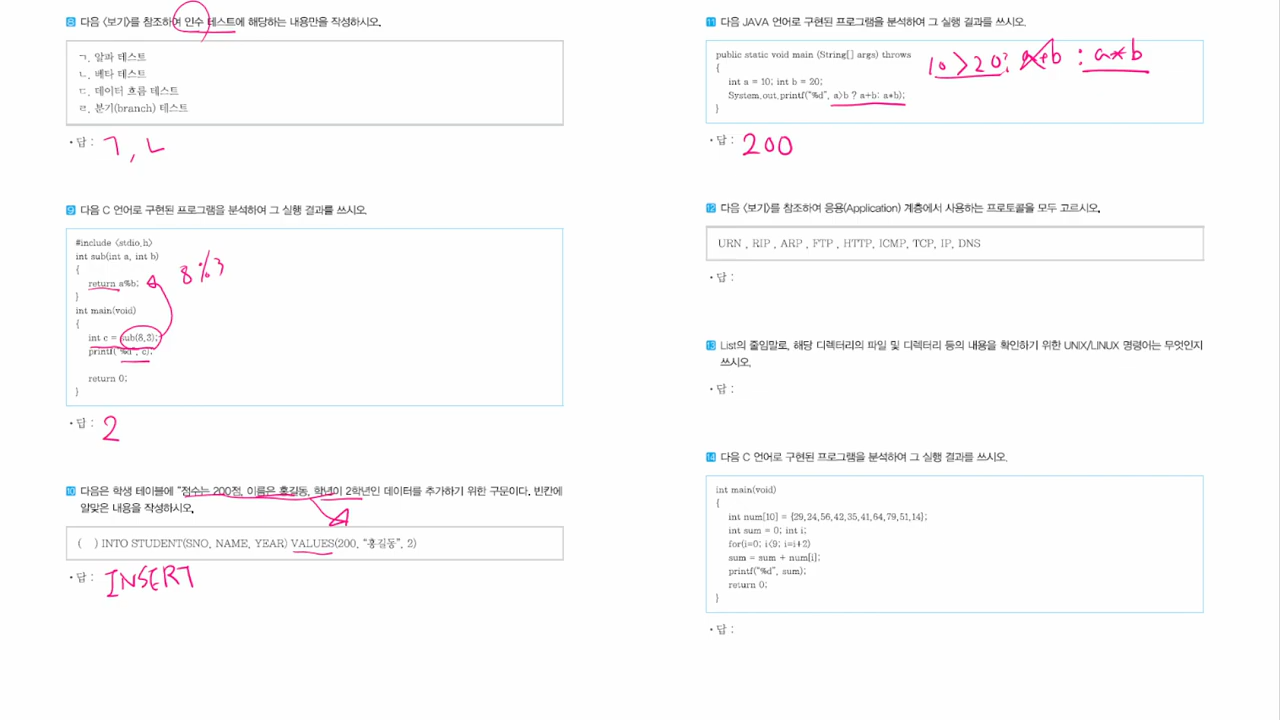 8 다음 <보기>를 참조하여 인수 테스트에 해당하는 내용만을 작성하시오.
ㄱ. 알파 테스트
ㄴ. 베타 테스트
ㄷ. 데이터 흐름 테스트
ㄹ. 분기(branch) 테스트
• 답 : ㄱ, ㄴ
9 다음 C 언어로 구현된 프로그램을 분석하여 그 실행 결과를 쓰시오.
#include <stdio.h>
int sub(int a, int b)
{
return a%b;
8%3
}
int main(void)
{
int c = sub(8,3);
printf("%d", c);
return 0;
}
• 답 : 2
10 다음은 학생 테이블에 "점수는 200점, 이름은 홍길동, 학년이 2학년인 데이터를 추가하기 위한 구문이다. 빈칸에
알맞은 내용을 작성하시오.
( ) INTO STUDENT(SNO, NAME, YEAR) VALUES(200, "홍길동", 2)
• 답 : INSERT
11 다음 JAVA 언어로 구현된 프로그램을 분석하여 그 실행 결과를 쓰시오.
public static void main (String[] args) throws
10>20? a+b : a*b
{
int a = 10; int b = 20;
System.out.printf("%d", a>b ? a+b: a*b);
}
• 답 : 200
12 다음 <보기>를 참조하여 응용(Application) 계층에서 사용하는 프로토콜을 모두 고르시오.
URN , RIP , ARP , FTP , HTTP, ICMP, TCP, IP, DNS
• 답 :
13 List의 줄임말로, 해당 디렉터리의 파일 및 디렉터리 등의 내용을 확인하기 위한 UNIX/LINUX 명령어는 무엇인지
쓰시오.
• 답 :
14 다음 C 언어로 구현된 프로그램을 분석하여 그 실행 결과를 쓰시오.
int main(void)
{
int num[10] = {29,24,56,42,35,41,64,79,51,14};
int sum = 0; int i;
for(i=0; i<9; i=i+2)
sum = sum + num[i];
printf("%d", sum);
return 0;
}
• 답 :